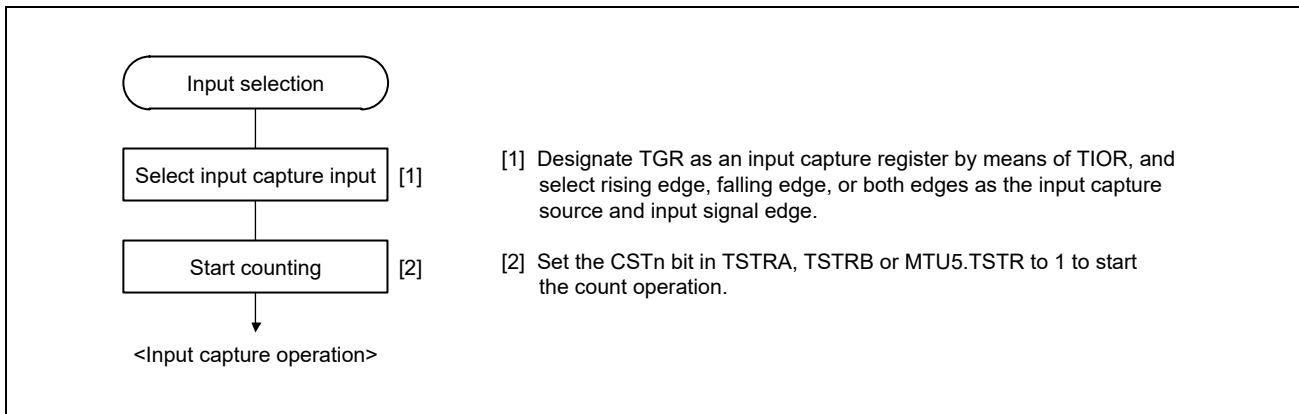 Input selection
Select input capture input [1]
Start counting [2]
<Input capture operation>
[1] Designate TGR as an input capture register by means of TIOR, and
select rising edge, falling edge, or both edges as the input capture
source and input signal edge.
[2] Set the CSTn bit in TSTRA, TSTRB or MTU5.TSTR to 1 to start
the count operation.